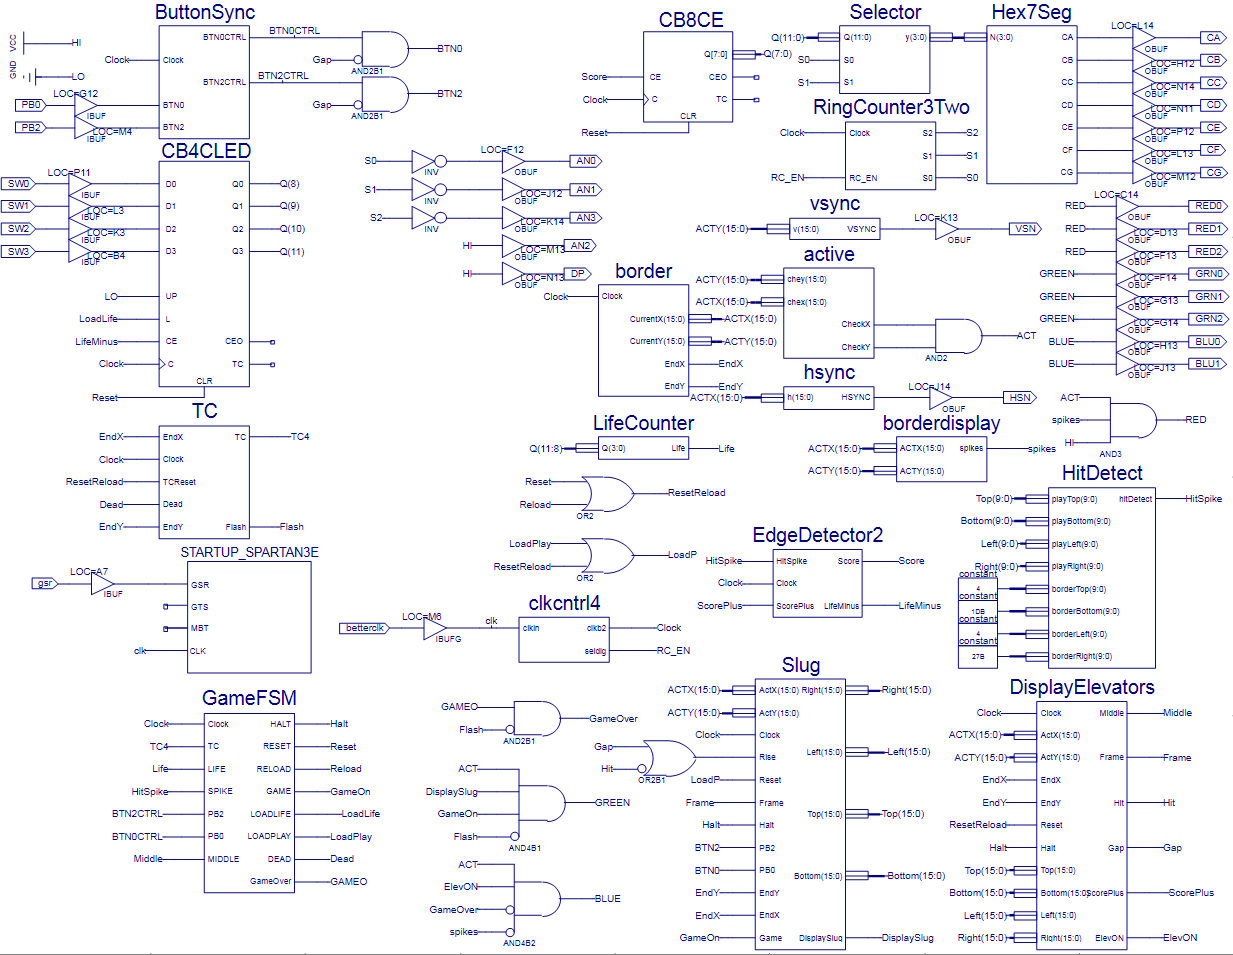 ButtonSync
VCC
HI
GND
LO
Clock
BTN0CTRL
BTN0CTRL
Clock
BTN2CTRL
BTN2CTRL
Gap
AND2B1
BTN0
Gap
AND2B1
BTN2
LOC=G12
PB0
IBUF
BTN0
PB2
LOC=M4
IBUF
BTN2
CB4CLED
LOC=P11
SW0
IBUF
D0
Q0
Q(8)
SW1
LOC=L3
IBUF
D1
Q1
Q(9)
SW2
LOC=K3
IBUF
D2
Q2
Q(10)
SW3
LOC=B4
IBUF
D3
Q3
Q(11)
LO
UP
LoadLife
L
LifeMinus
CE
CEO
Clock
C
TC
CLR
Reset
TC
EndX
EndX
TC
TC4
Clock
Clock
ResetReload
TCReset
Dead
Dead
EndY
EndY
Flash
Flash
STARTUP_SPARTAN3E
LOC=A7
gsr
IBUF
GSR
GTS
MBT
clk
CLK
GameFSM
Clock
Clock
HALT
Halt
TC4
TC
RESET
Reset
Life
LIFE
RELOAD
Reload
HitSpike
SPIKE
GAME
GameOn
BTN2CTRL
PB2
LOADLIFE
LoadLife
BTN0CTRL
PB0
LOADPLAY
LoadPlay
Middle
MIDDLE
DEAD
Dead
GameOver
GAMEO
CB8CE
Q[7:0]
Q(7:0)
Score
CE
CEO
Clock
C
TC
CLR
Reset
S0
INV
LOC=F12
OBUF
AN0
S1
INV
LOC=J12
OBUF
AN1
S2
INV
LOC=K14
OBUF
AN3
HI
LOC=M13
OBUF
AN2
HI
LOC=N13
OBUF
DP
border
Clock
Clock
CurrentX(15:0)
ACTX(15:0)
CurrentY(15:0)
ACTY(15:0)
EndX
EndX
EndY
EndY
LifeCounter
Q(11:8)
Q(3:0)
Life
Life
Reset
Reload
OR2
ResetReload
LoadPlay
ResetReload
OR2
LoadP
clkcntrl4
LOC=M6
betterclk
IBUFG
clk
clkin
clkb2
Clock
seldig
RC_EN
GAMEO
Flash
AND2B1
GameOver
ACT
DisplaySlug
GameOn
Flash
AND4B1
GREEN
ACT
ElevON
GameOver
spikes
AND4B2
BLUE
Gap
Hit
OR2B1
Selector
Q(11:0)
Q(11:0)
y(3:0)
S0
S0
S1
S1
RingCounter3Two
Clock
Clock
S2
S2
S1
S1
RC_EN
RC_EN
S0
S0
vsync
ACTY(15:0)
v(15:0)
VSYNC
LOC=K13
OBUF
VSN
active
ACTY(15:0)
chey(15:0)
ACTX(15:0)
chex(15:0)
CheckX
CheckY
AND2
ACT
hsync
ACTX(15:0)
h(15:0)
HSYNC
LOC=J14
OBUF
HSN
borderdisplay
ACTX(15:0)
ACTX(15:0)
spikes
spikes
ACTY(15:0)
ACTY(15:0)
EdgeDetector2
HitSpike
HitSpike
Score
Score
Clock
Clock
ScorePlus
ScorePlus
LifeMinus
LifeMinus
Slug
ACTX(15:0)
ActX(15:0)
Right(15:0)
Right(15:0)
ACTY(15:0)
ActY(15:0)
Clock
Clock
Rise
Left(15:0)
Left(15:0)
LoadP
Reset
Frame
Frame
Top(15:0)
Top(15:0)
Halt
Halt
BTN2
PB2
BTN0
PB0
Bottom(15:0)
Bottom(15:0)
EndY
EndY
EndX
EndX
GameOn
Game
DisplaySlug
DisplaySlug
Hex7Seg
N(3:0)
CA
LOC=L14
OBUF
CA
CB
LOC=H12
OBUF
CB
CC
LOC=N14
OBUF
CC
CD
LOC=N11
OBUF
CD
CE
LOC=P12
OBUF
CE
CF
LOC=L13
OBUF
CF
CG
LOC=M12
OBUF
CG
LOC=C14
RED
OBUF
RED0
RED
LOC=D13
OBUF
RED1
RED
LOC=F13
OBUF
RED2
GREEN
LOC=F14
OBUF
GRN0
GREEN
LOC=G13
OBUF
GRN1
GREEN
LOC=G14
OBUF
GRN2
BLUE
LOC=H13
OBUF
BLU0
BLUE
LOC=J13
OBUF
BLU1
ACT
spikes
HI
AND3
RED
HitDetect
Top(9:0)
playTop(9:0)
hitDetect
HitSpike
Bottom(9:0)
playBottom(9:0)
Left(9:0)
playLeft(9:0)
Right(9:0)
playRight(9:0)
constant
4
borderTop(9:0)
constant
1DB
borderBottom(9:0)
constant
4
borderLeft(9:0)
constant
27B
borderRight(9:0)
DisplayElevators
Clock
Clock
Middle
Middle
ACTX(15:0)
ActX(15:0)
ACTY(15:0)
ActY(15:0)
Frame
Frame
EndX
EndX
EndY
EndY
Hit
Hit
ResetReload
Reset
Halt
Halt
Gap
Gap
Top(15:0)
Top(15:0)
Bottom(15:0)
Bottom(15:0)
ScorePlus
ScorePlus
Left(15:0)
Left(15:0)
Right(15:0)
Right(15:0)
ElevON
ElevON